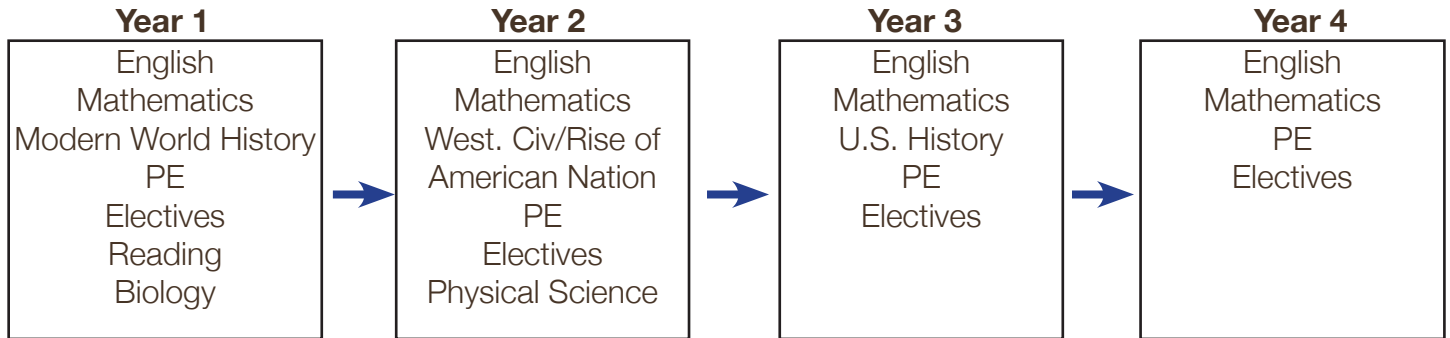 Year 1
English
Mathematics
Modern World History
PE
Electives
Reading
Biology
Year 2
English
Mathematics
West. Civ/Rise of
American Nation
PE
Electives
Physical Science
Year 3
English
Mathematics
U.S. History
PE
Electives
Year 4
English
Mathematics
PE
Electives